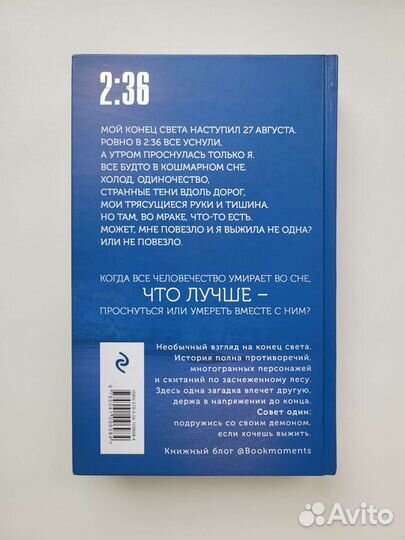 2:36
МОЙ КОНЕЦ СВЕТА НАСТУПИЛ 27 АВГУСТА.
РОВНО В 2:36 ВСЕ УСНУЛИ,
А УТРОМ ПРОСНУЛАСЬ ТОЛЬКО Я.
ВСЕ БУДТО В КОШМАРНОМ СНЕ.
ХОЛОД, ОДИНОЧЕСТВО,
СТРАННЫЕ ТЕНИ ВДОЛЬ ДОРОГ,
МОИ ТРЯСУЩИЕСЯ РУКИ И ТИШИНА.
НО ТАМ, ВО МРАКЕ, ЧТО-ТО ЕСТЬ.
МОЖЕТ, МНЕ ПОВЕЗЛО И Я ВЫЖИЛА НЕ ОДНА?
ИЛИ НЕ ПОВЕЗЛО.
КОГДА ВСЕ ЧЕЛОВЕЧЕСТВО УМИРАЕТ ВО СНЕ,
ЧТО ЛУЧШЕ –
ПРОСНУТЬСЯ ИЛИ УМЕРЕТЬ ВМЕСТЕ С НИМ?
Необычный взгляд на конец света.
История полна противоречий,
многогранных персонажей
и скитаний по заснеженному лесу.
Здесь одна загадка влечет другую,
держа в напряжении до конца.
Совет один:
подружись со своим демоном,
если хочешь выжить.
Книжный блог @Bookmoments
Avito